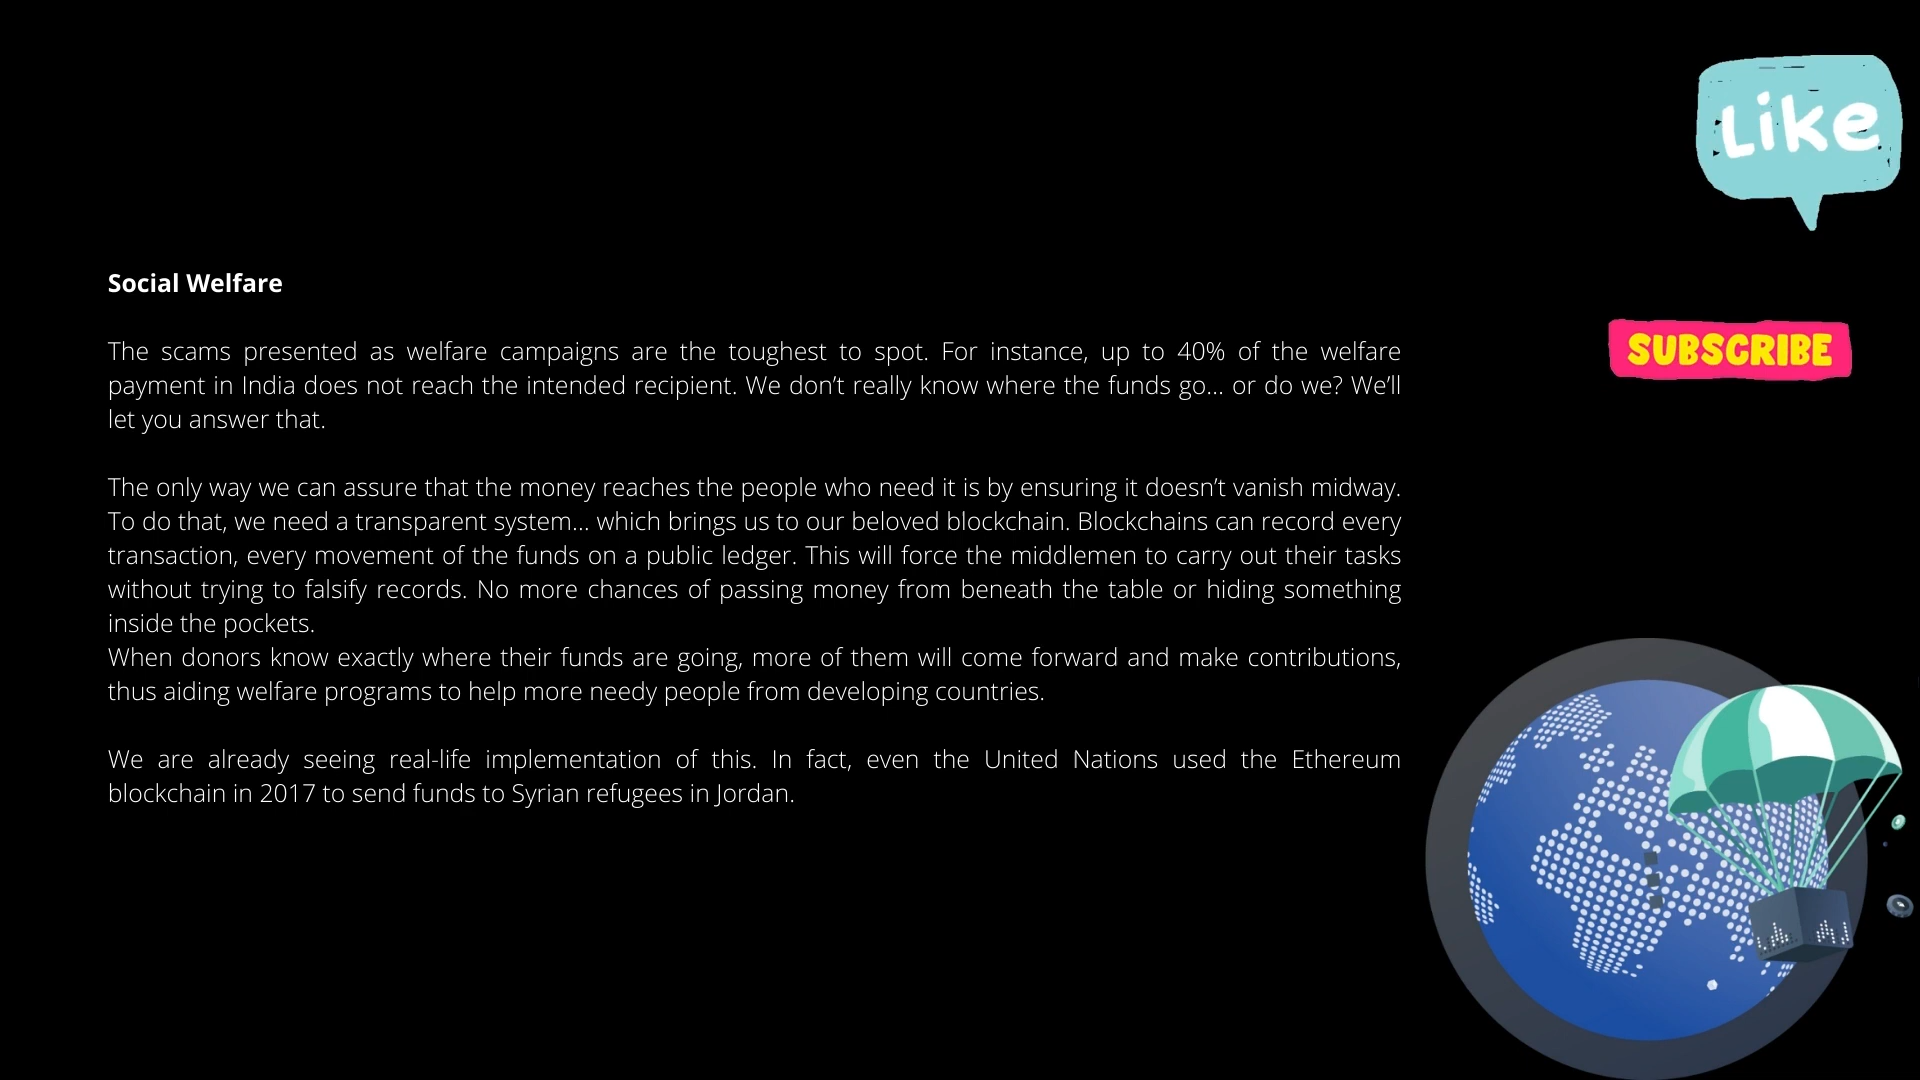 Like
Social Welfare
SUBSCRIBE
The scams presented as welfare campaigns are the toughest to spot. For instance, up to 40% of the welfare
payment in India does not reach the intended recipient. We don’t really know where the funds go... or do we? We’ll
let you answer that.
The only way we can assure that the money reaches the people who need it is by ensuring it doesn’t vanish midway.
To do that, we need a transparent system... which brings us to our beloved blockchain. Blockchains can record every
transaction, every movement of the funds on a public ledger. This will force the middlemen to carry out their tasks
without trying to falsify records. No more chances of passing money from beneath the table or hiding something
inside the pockets.
When donors know exactly where their funds are going, more of them will come forward and make contributions,
thus aiding welfare programs to help more needy people from developing countries.
We are already seeing real-life implementation of this. In fact, even the United Nations used the Ethereum
blockchain in 2017 to send funds to Syrian refugees in Jordan.